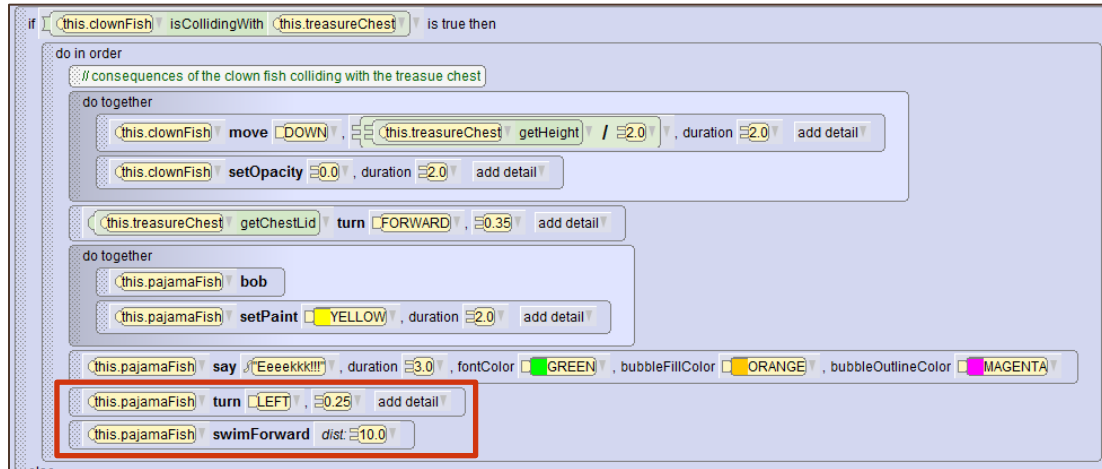 if this.clownFish isCollidingWith this.treasureChest is true then
do in order
// consequences of the clown fish colliding with the treasue chest
do together
this.clownFish move DOWN , this.treasureChest getHeight / 2.0 , duration 2.0 add detail
this.clownFish setOpacity 0.0 , duration 2.0 add detail
this.treasureChest getChestLid turn FORWARD , 0.35 add detail
do together
this.pajamaFish bob
this.pajamaFish setPaint YELLOW , duration 2.0 add detail
this.pajamaFish say "Eeeekkk!!!" , duration 3.0 , fontColor GREEN , bubbleFillColor ORANGE , bubbleOutlineColor MAGENTA
this.pajamaFish turn LEFT , 0.25 add detail
this.pajamaFish swimForward dist: 10.0